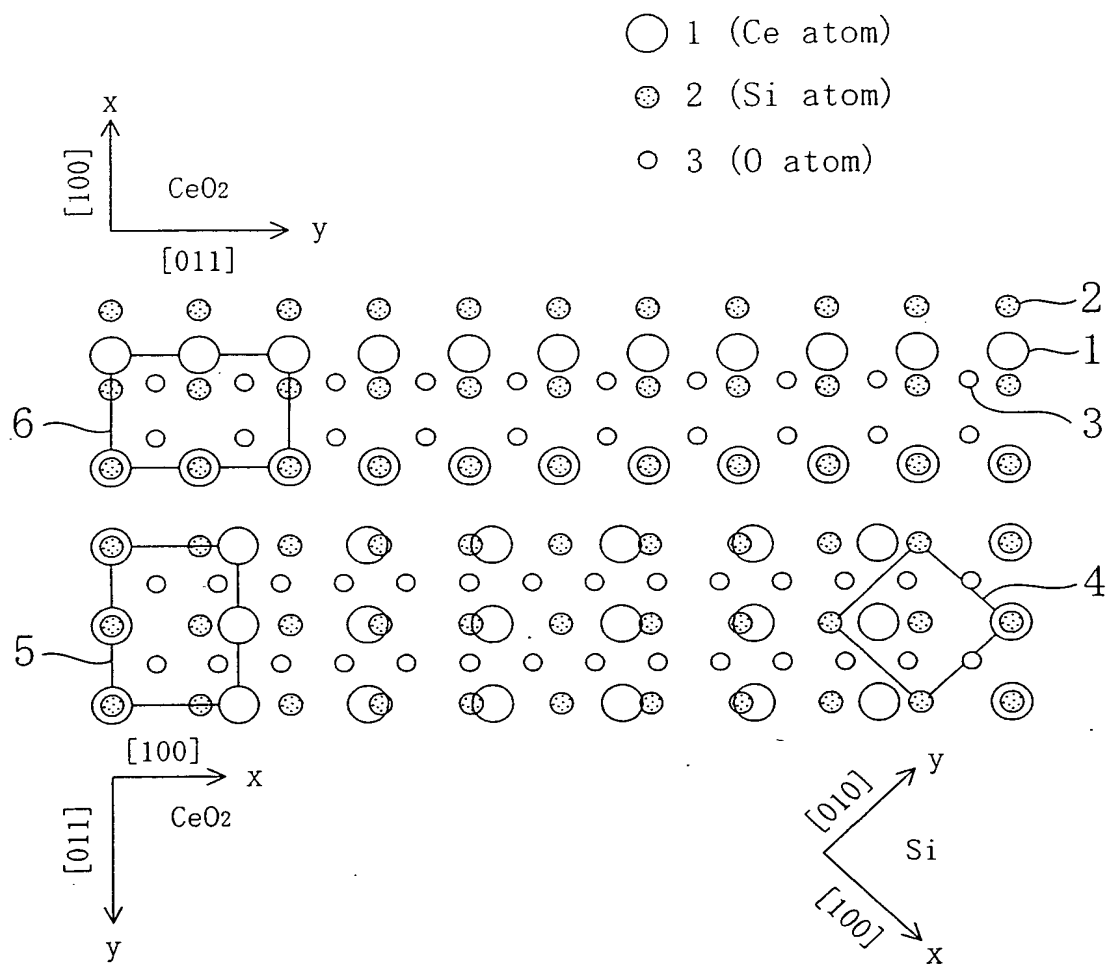 1 (Ce atom)
2 (Si atom)
3 (O atom)
x
[100]
CeO2
y
[011]
2
1
3
6
5
4
[100]
x
CeO2
[011]
y
y
[010]
Si
[100]
x